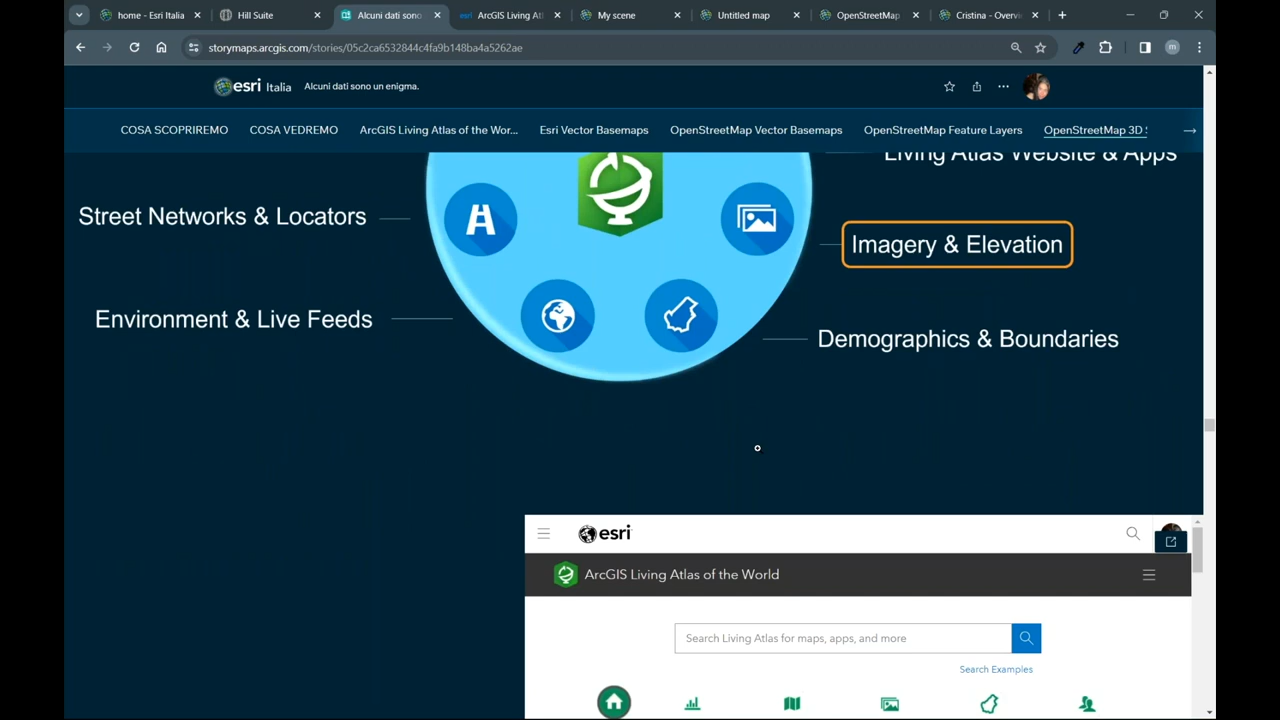 home - Esri Italia
Hill Suite
Alcuni dati sono
ArcGIS Living Atl
My scene
Untitled map
OpenStreetMap
Cristina - Overvi
storymaps.arcgis.com/stories/05c2ca6532844c4fa9b148ba4a5262ae
m
esri Italia
Alcuni dati sono un enigma.
COSA SCOPRIREMO
COSA VEDREMO
ArcGIS Living Atlas of the Wor...
Esri Vector Basemaps
OpenStreetMap Vector Basemaps
OpenStreetMap Feature Layers
OpenStreetMap 3D S
Living Atlas Website & Apps
Street Networks & Locators
Imagery & Elevation
Environment & Live Feeds
Demographics & Boundaries
esri
ArcGIS Living Atlas of the World
Search Living Atlas for maps, apps, and more
Search Examples